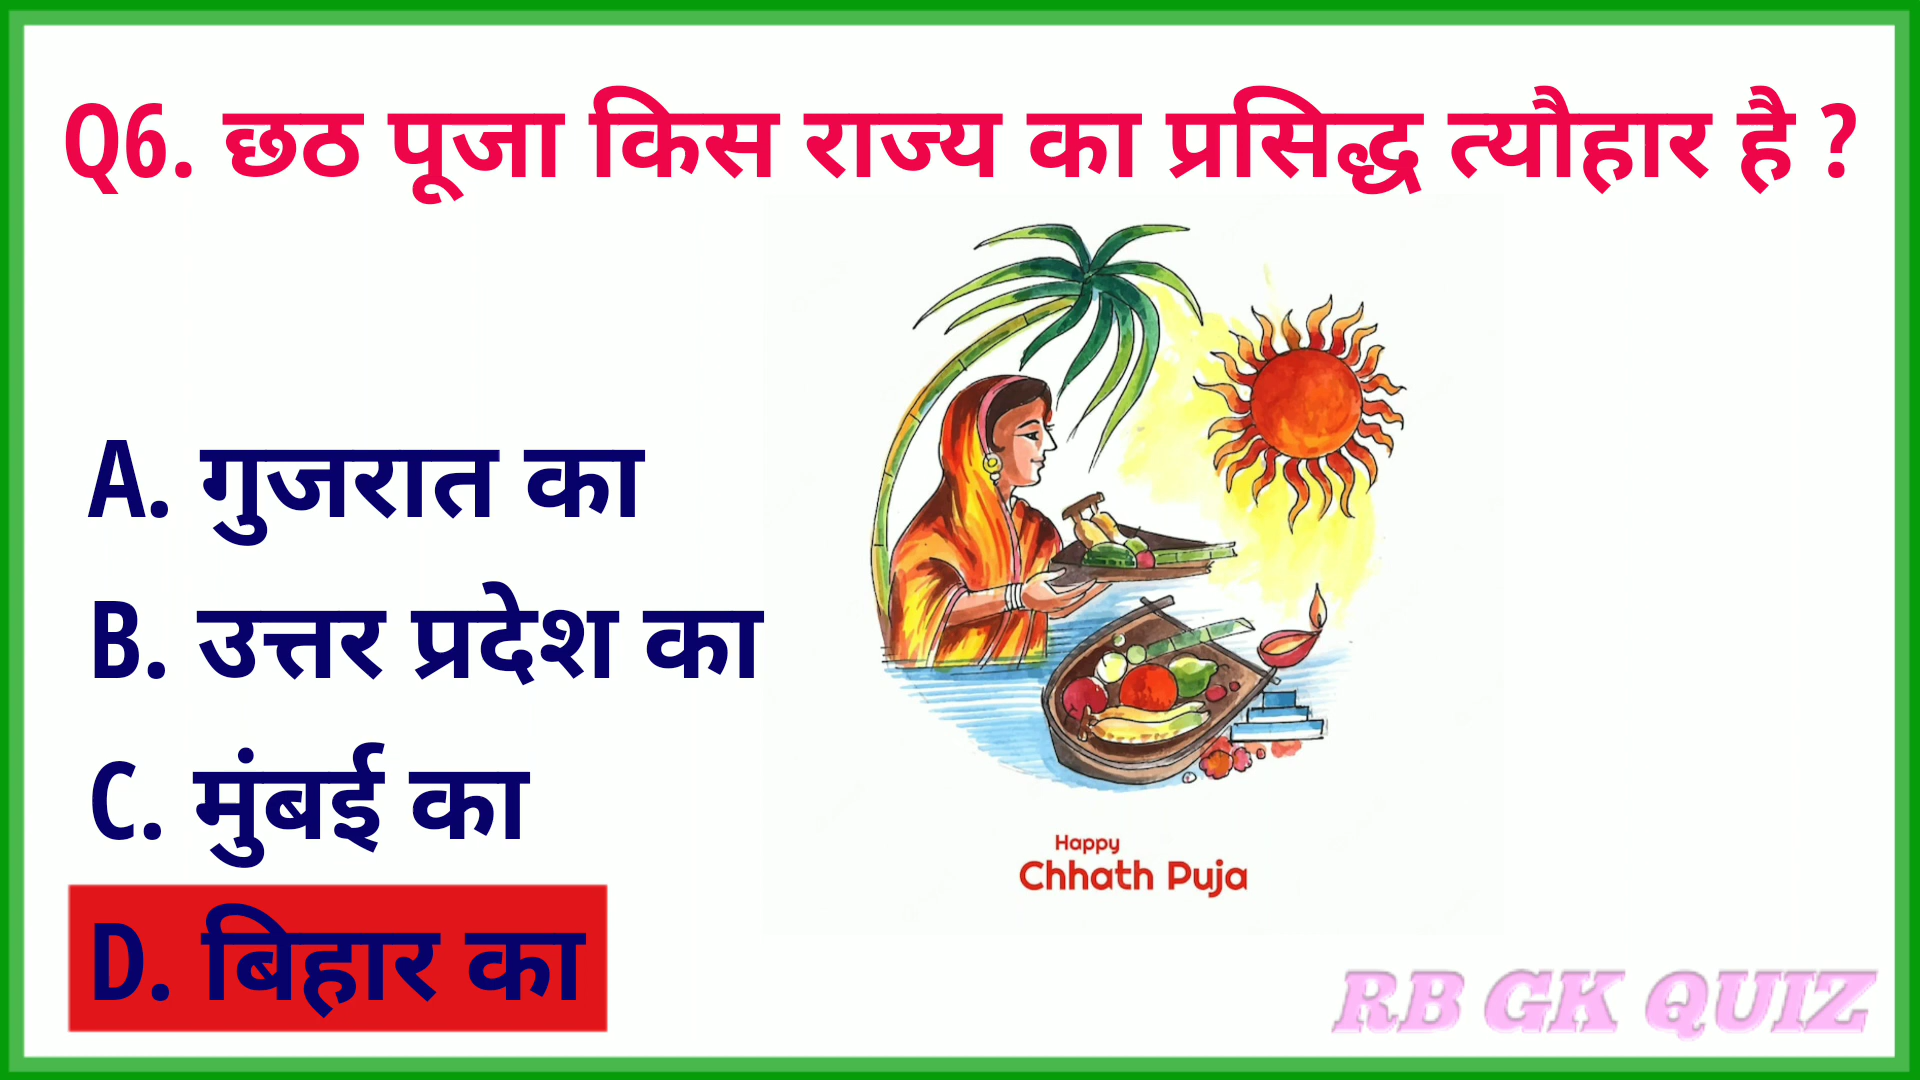 Q6. छठ पूजा किस राज्य का प्रसिद्ध त्यौहार है ?
A. गुजरात का
B. उत्तर प्रदेश का
C. मुंबई का
D. बिहार का
Happy
Chhath Puja
RB GK QUIZ